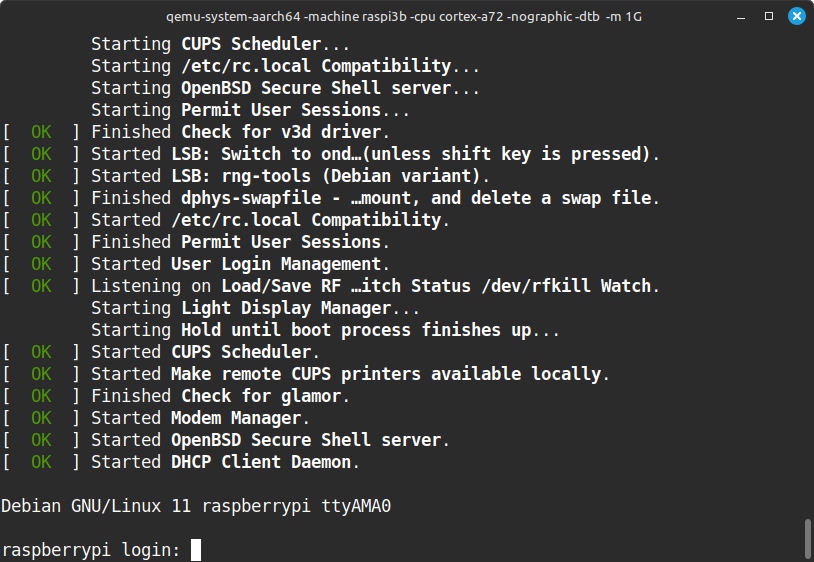 qemu-system-aarch64 -machine raspi3b -cpu cortex-a72 -nographic -dtb -m 1G
Starting CUPS Scheduler...
Starting /etc/rc.local Compatibility...
Starting OpenBSD Secure Shell server...
Starting Permit User Sessions...
[  OK  ] Finished Check for v3d driver.
[  OK  ] Started LSB: Switch to ond…(unless shift key is pressed).
[  OK  ] Started LSB: rng-tools (Debian variant).
[  OK  ] Finished dphys-swapfile - …mount, and delete a swap file.
[  OK  ] Started /etc/rc.local Compatibility.
[  OK  ] Finished Permit User Sessions.
[  OK  ] Started User Login Management.
[  OK  ] Listening on Load/Save RF …itch Status /dev/rfkill Watch.
Starting Light Display Manager...
Starting Hold until boot process finishes up...
[  OK  ] Started CUPS Scheduler.
[  OK  ] Started Make remote CUPS printers available locally.
[  OK  ] Finished Check for glamor.
[  OK  ] Started Modem Manager.
[  OK  ] Started OpenBSD Secure Shell server.
[  OK  ] Started DHCP Client Daemon.
Debian GNU/Linux 11 raspberrypi ttyAMA0
raspberrypi login: